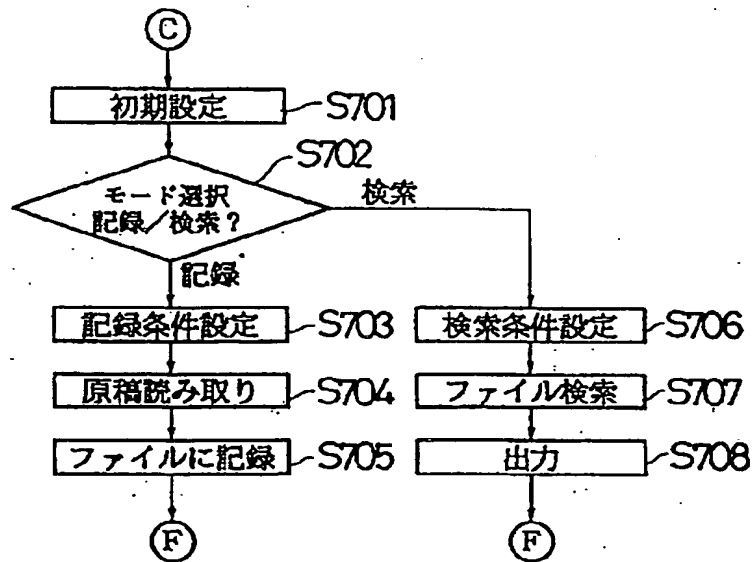 C
初期設定 S701
S702
モード選択
記録/検索?
検索
記録
記録条件設定 S703
検索条件設定 S706
原稿読み取り S704
ファイル検索 S707
ファイルに記録 S705
出力 S708
F
F